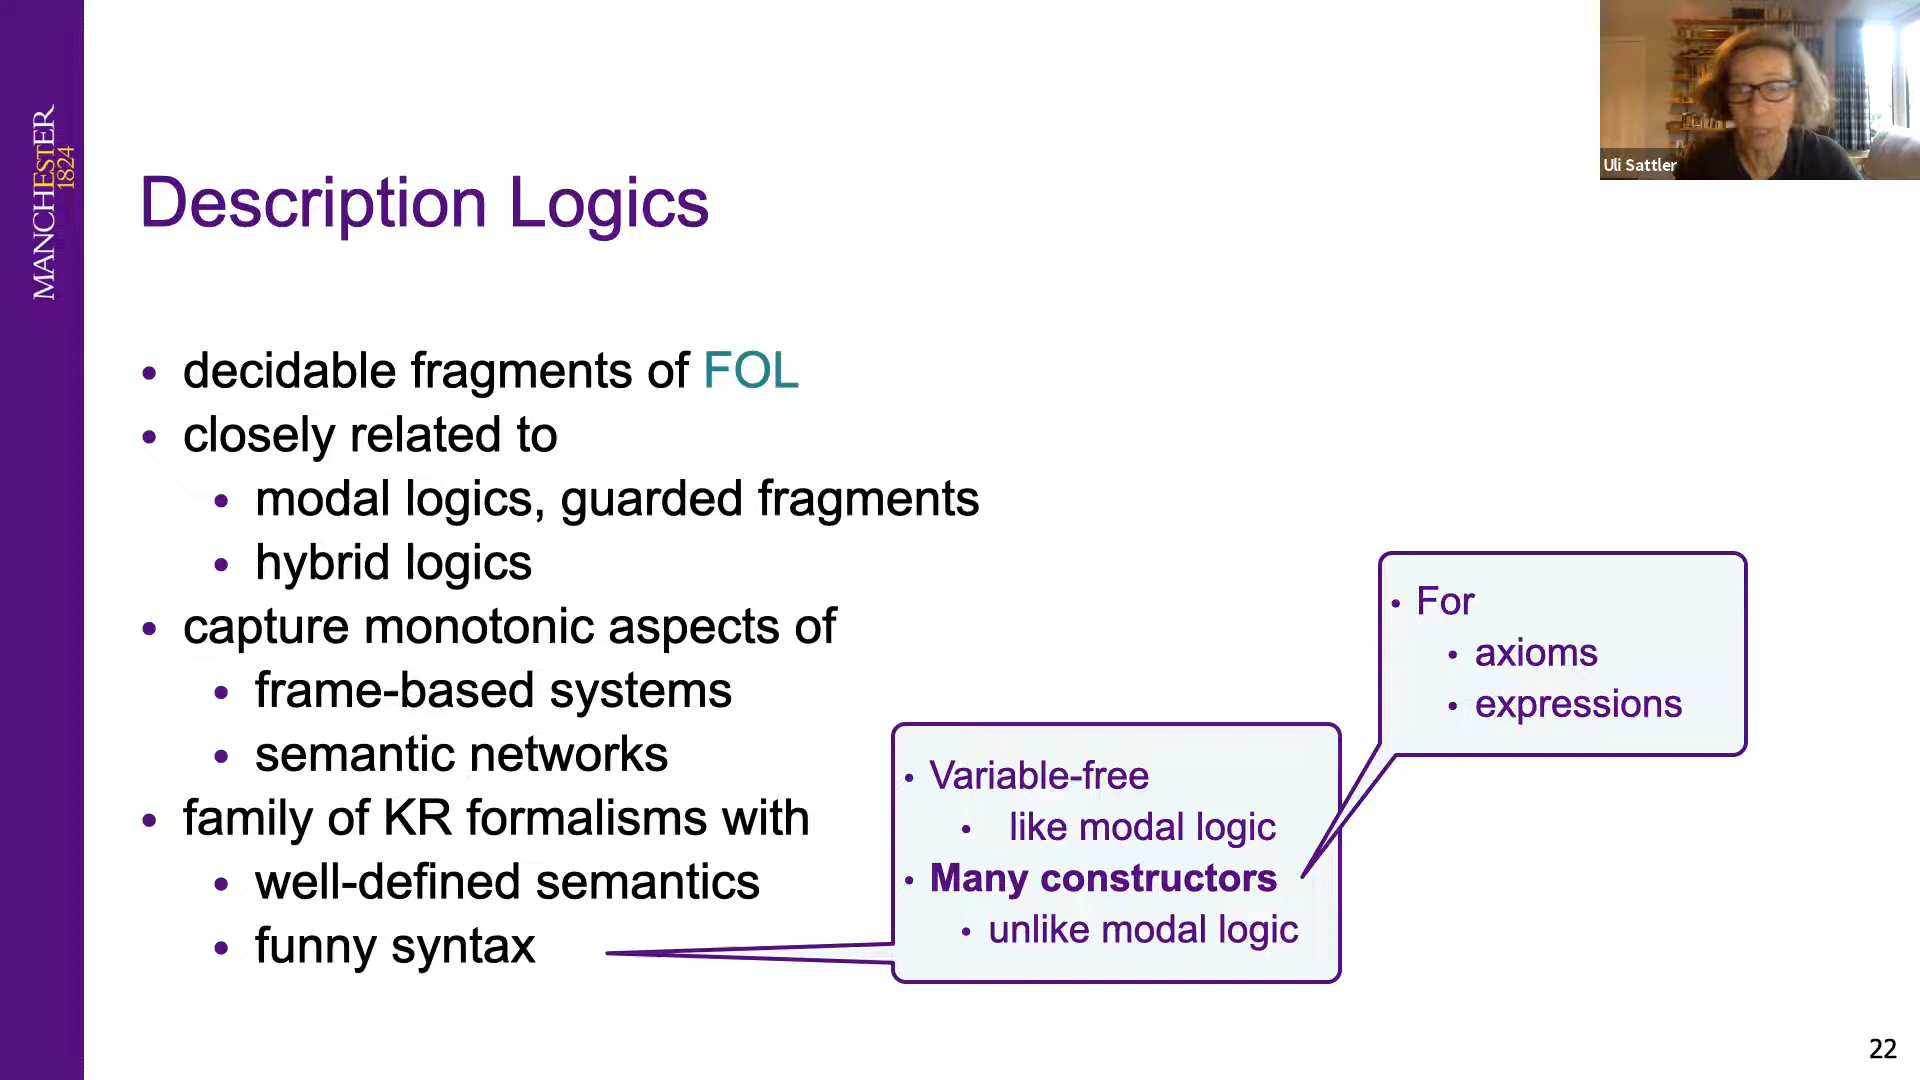 MANCHESTER
1824
Uli Sattler
Description Logics
• decidable fragments of FOL
• closely related to
• modal logics, guarded fragments
• hybrid logics
• capture monotonic aspects of
• frame-based systems
• semantic networks
• family of KR formalisms with
• well-defined semantics
• funny syntax
• Variable-free
• like modal logic
• Many constructors
• unlike modal logic
• For
• axioms
• expressions
22